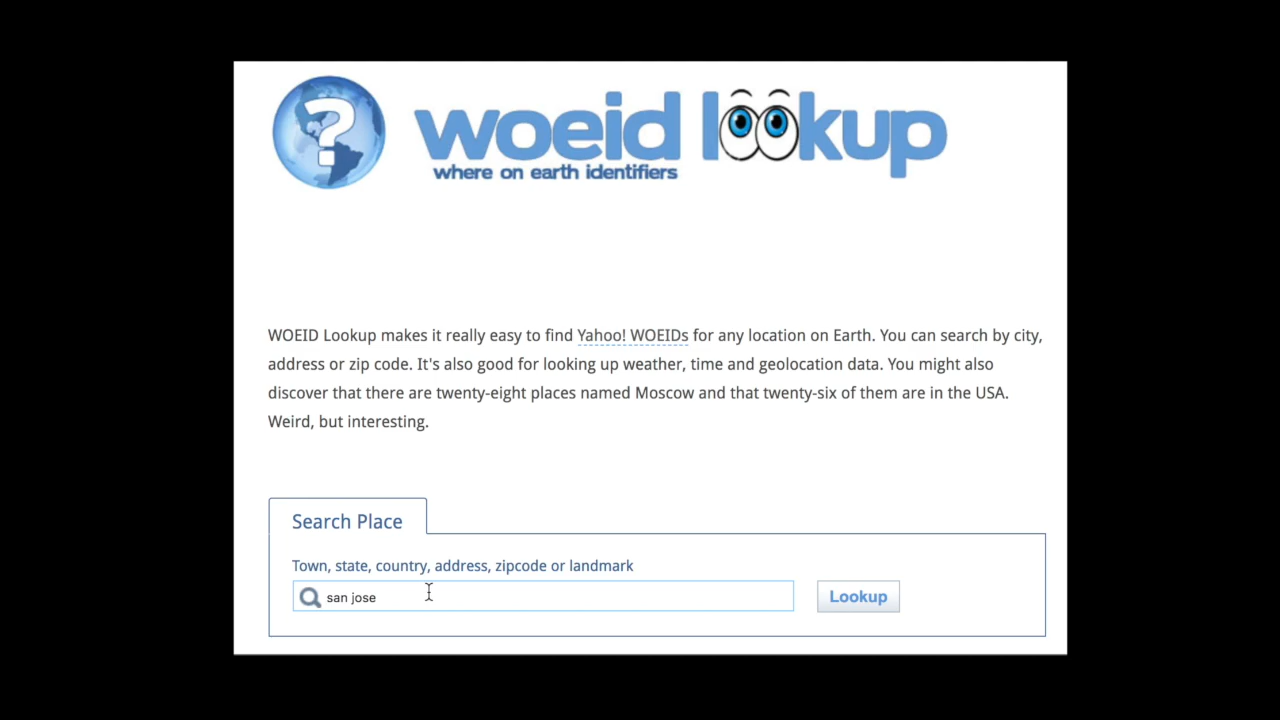 ?
woeid lookup
where on earth identifiers
WOEID Lookup makes it really easy to find Yahoo! WOEIDs for any location on Earth. You can search by city,
address or zip code. It's also good for looking up weather, time and geolocation data. You might also
discover that there are twenty-eight places named Moscow and that twenty-six of them are in the USA.
Weird, but interesting.
Search Place
Town, state, country, address, zipcode or landmark
san jose
Lookup